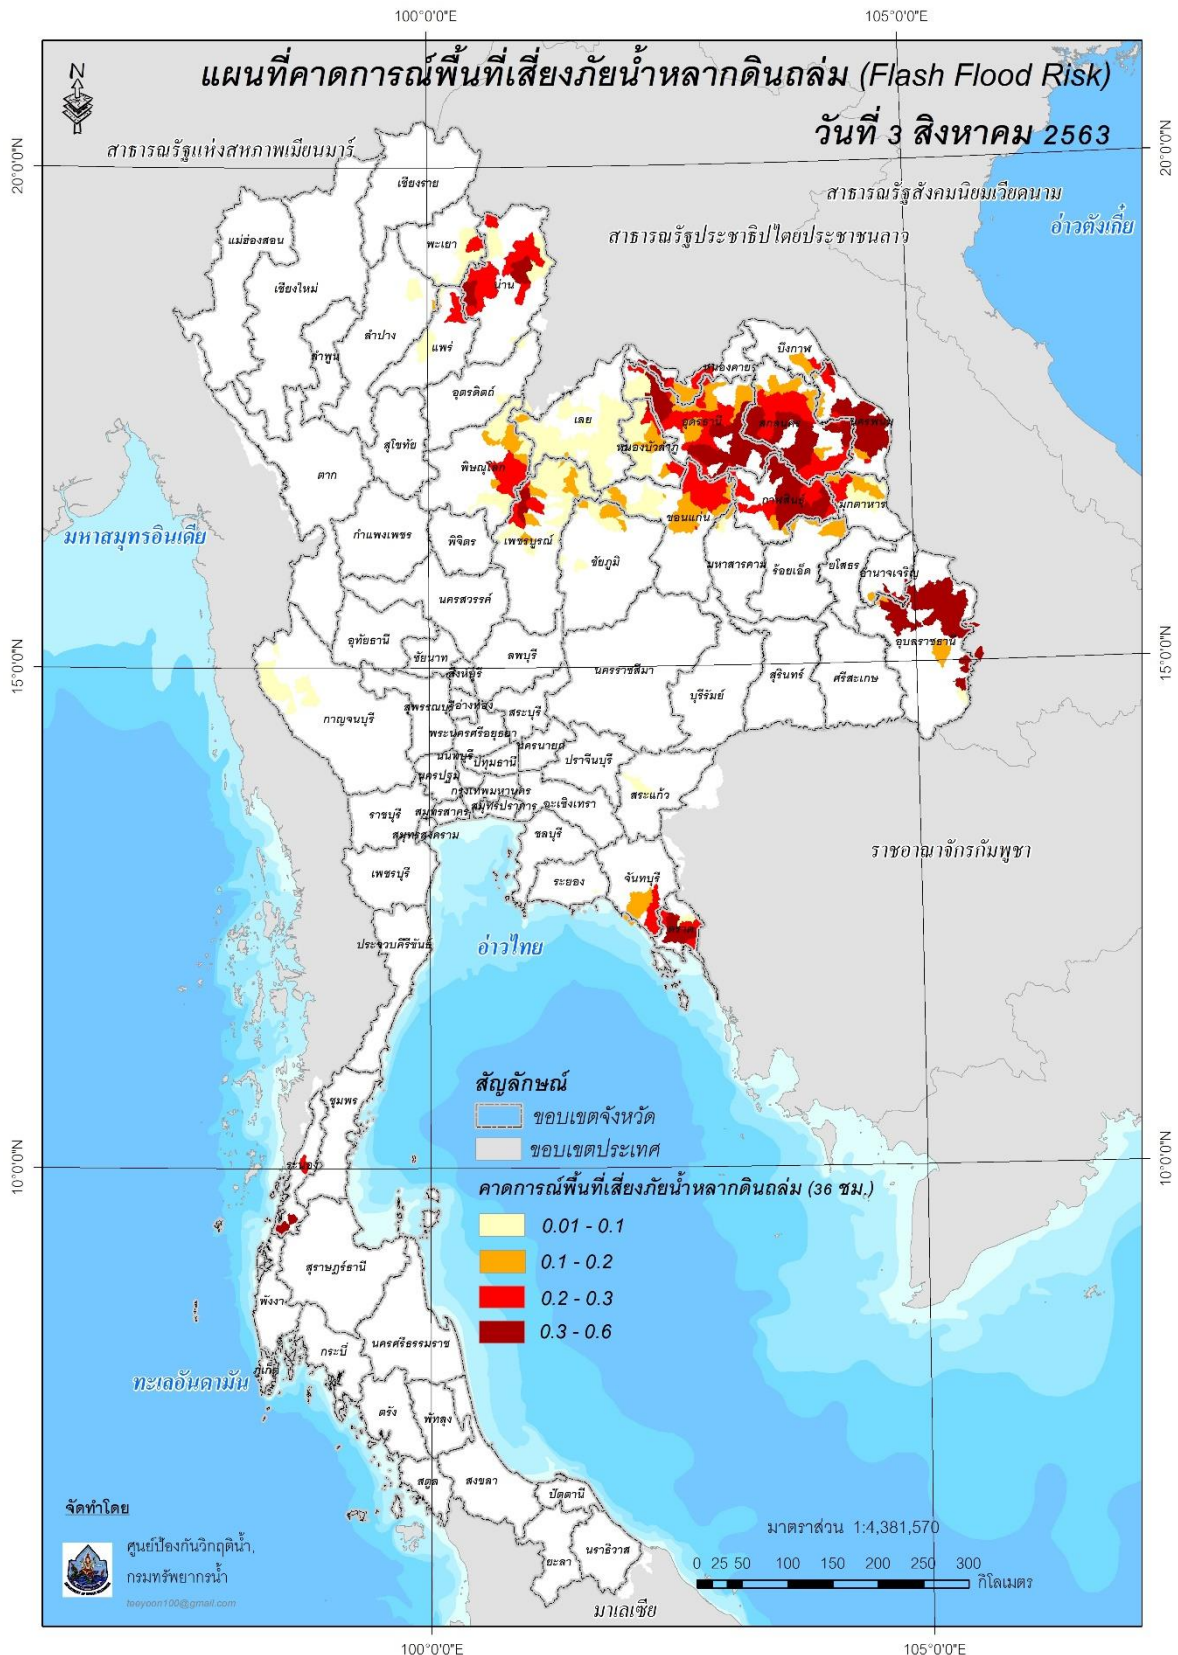 100°0'0"E
105°0'0"E
แผนที่คาดการณ์พื้นที่เสี่ยงภัยน้ำหลากดินถล่ม (Flash Flood Risk)
วันที่ 3 สิงหาคม 2563
N
20°0'0"N
20°0'0"N
สาธารณรัฐแห่งสหภาพเมียนมาร์
สาธารณรัฐสังคมนิยมเวียดนาม
อ่าวตังเกี๋ย
สาธารณรัฐประชาธิปไตยประชาชนลาว
เชียงราย
แม่ฮ่องสอน
พะเยา
เชียงใหม่
น่าน
ลำปาง
แพร่
ลำพูน
บึงกาฬ
หนองคาย
อุตรดิตถ์
เลย
อุดรธานี
สกลนคร
นครพนม
สุโขทัย
หนองบัวลำภู
ตาก
พิษณุโลก
กาฬสินธุ์
มุกดาหาร
ขอนแก่น
มหาสมุทรอินเดีย
กำแพงเพชร
พิจิตร
เพชรบูรณ์
ชัยภูมิ
มหาสารคาม
ร้อยเอ็ด
ยโสธร
อำนาจเจริญ
นครสวรรค์
อุทัยธานี
ชัยนาท
ลพบุรี
นครราชสีมา
อุบลราชธานี
15°0'0"N
15°0'0"N
สิงห์บุรี
บุรีรัมย์
สุรินทร์
ศรีสะเกษ
กาญจนบุรี
สุพรรณบุรี
อ่างทอง
สระบุรี
พระนครศรีอยุธยา
นครนายก
นนทบุรี
ปทุมธานี
ปราจีนบุรี
นครปฐม
กรุงเทพมหานคร
สระแก้ว
ราชบุรี
สมุทรสาคร
สมุทรปราการ
ฉะเชิงเทรา
สมุทรสงคราม
ชลบุรี
ราชอาณาจักรกัมพูชา
เพชรบุรี
ระยอง
จันทบุรี
ตราด
ประจวบคีรีขันธ์
อ่าวไทย
สัญลักษณ์
ขอบเขตจังหวัด
ขอบเขตประเทศ
คาดการณ์พื้นที่เสี่ยงภัยน้ำหลากดินถล่ม (36 ชม.)
0.01 - 0.1
0.1 - 0.2
0.2 - 0.3
0.3 - 0.6
ชุมพร
ระนอง
10°0'0"N
10°0'0"N
สุราษฎร์ธานี
พังงา
นครศรีธรรมราช
กระบี่
ภูเก็ต
ทะเลอันดามัน
ตรัง
พัทลุง
สตูล
สงขลา
ปัตตานี
ยะลา
นราธิวาส
มาเลเซีย
จัดทำโดย
ศูนย์ป้องกันวิกฤติน้ำ,
กรมทรัพยากรน้ำ
teeyoon100@gmail.com
มาตราส่วน 1:4,381,570
0 25 50 100 150 200 250 300
กิโลเมตร
100°0'0"E
105°0'0"E